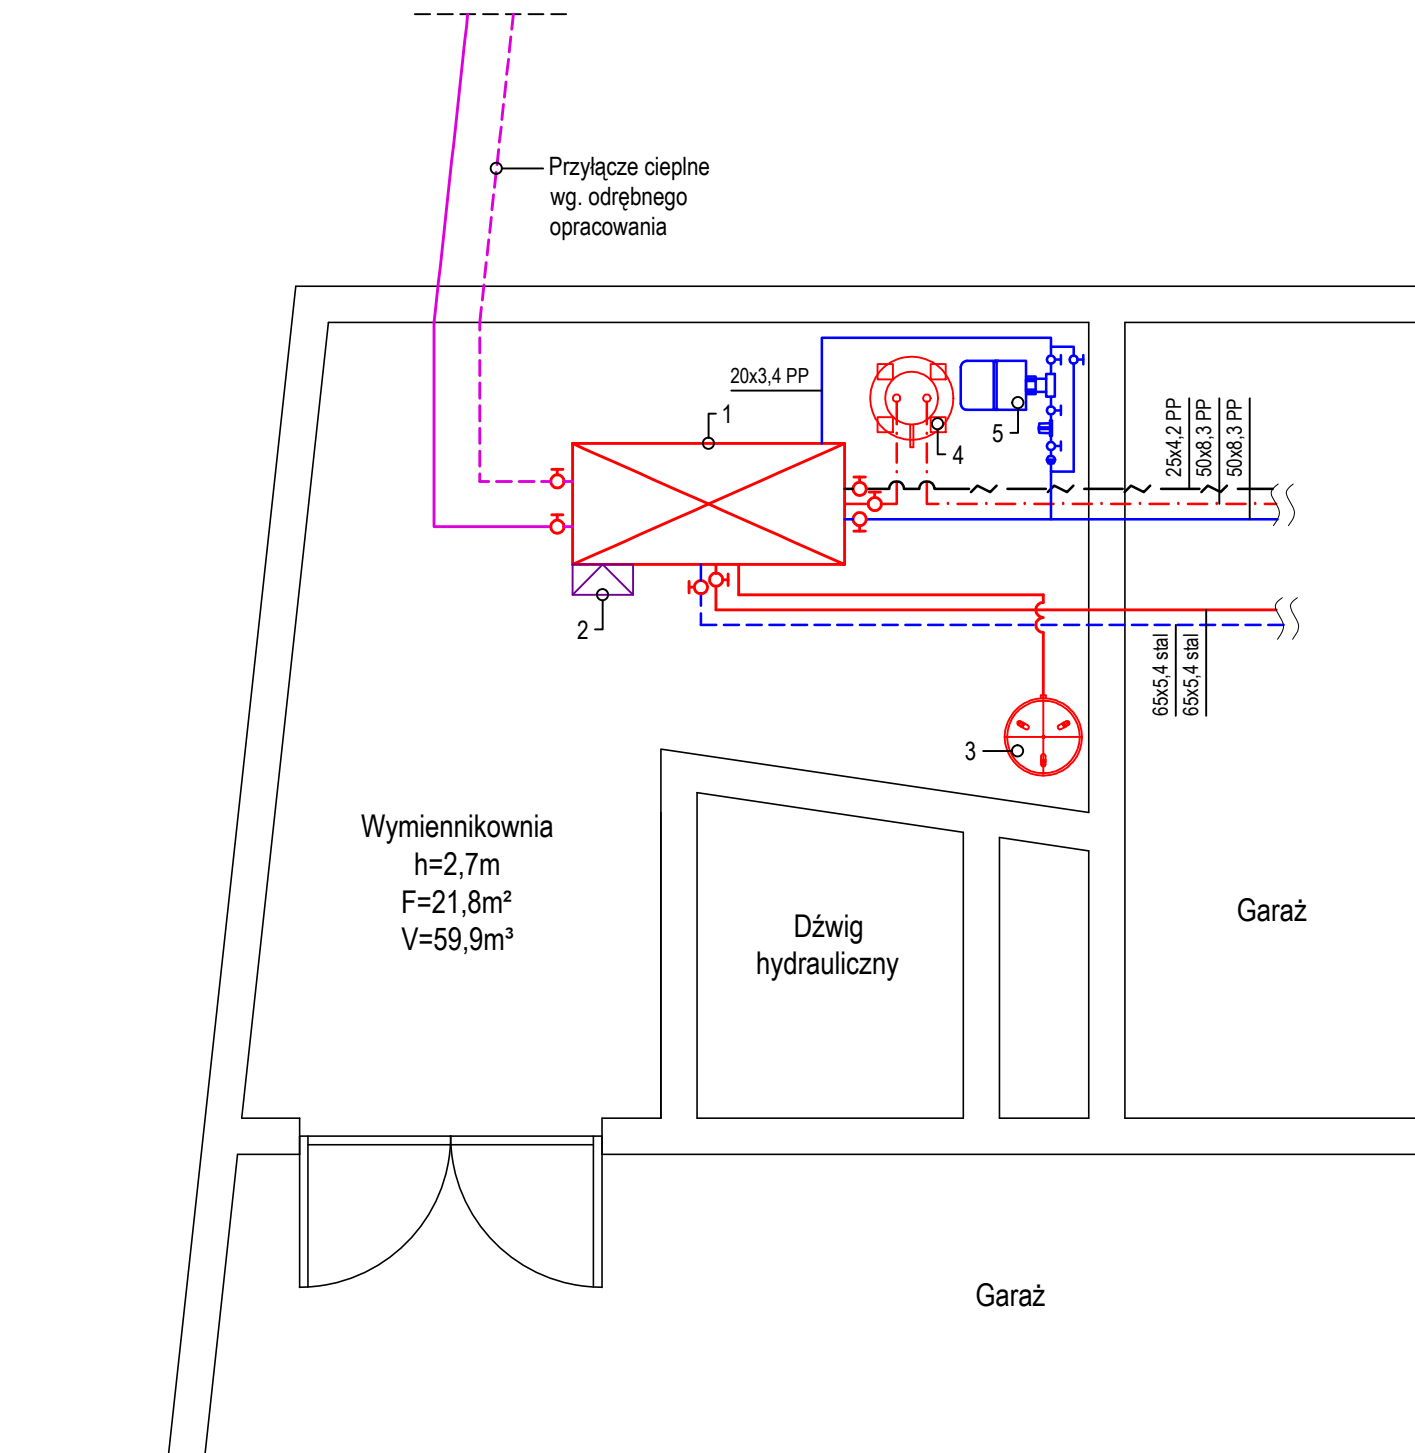 Przyłącze cieplne
wg. odrębnego
opracowania
20x3,4 PP
1
4
5
25x4,2 PP
50x8,3 PP
50x8,3 PP
2
65x5,4 stal
65x5,4 stal
3
Wymiennikownia
h=2,7m
F=21,8m²
V=59,9m³
Dźwig
hydrauliczny
Garaż
Garaż